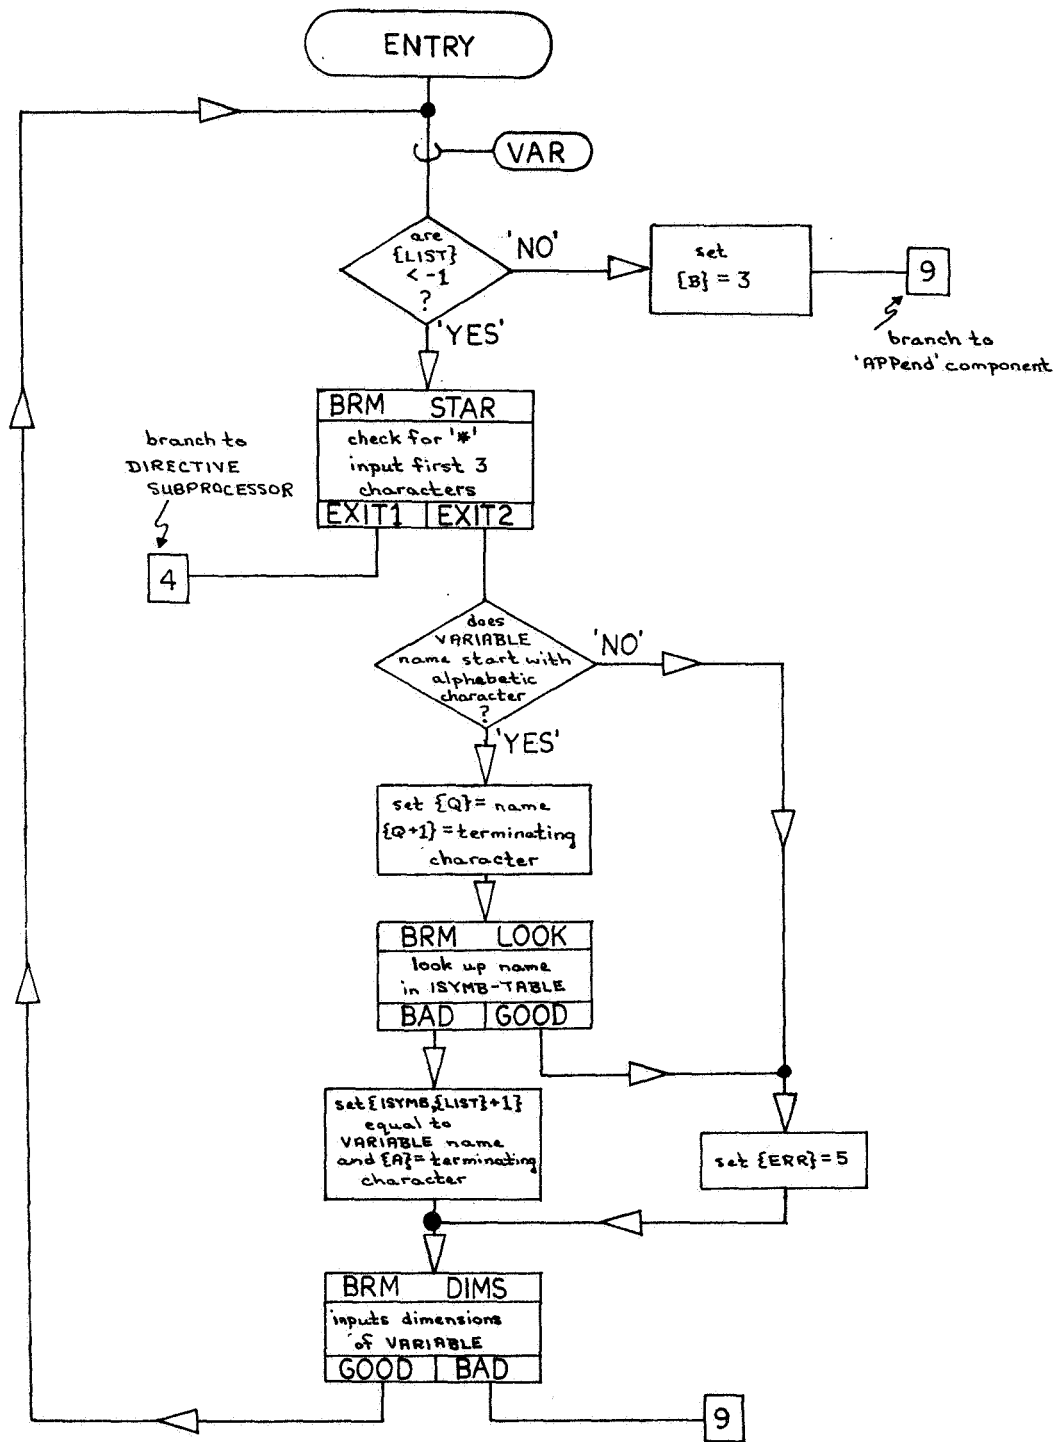 ENTRY
VAR
are
{LIST}
< -1
?
'NO'
'YES'
set
{B} = 3
9
branch to
'APPend' component
BRM STAR
check for '*'
input first 3
characters
EXIT1 EXIT2
branch to
DIRECTIVE
SUBPROCESSOR
4
does
VARIABLE
name start with
alphabetic
character
?
'NO'
'YES'
set {Q}= name
{Q+1}=terminating
character
BRM LOOK
look up name
in ISYMB-TABLE
BAD GOOD
set{ISYMB,{LIST}+1}
equal to
VARIABLE name
and {A}=terminating
character
set {ERR}=5
BRM DIMS
inputs dimensions
of VARIABLE
GOOD BAD
9